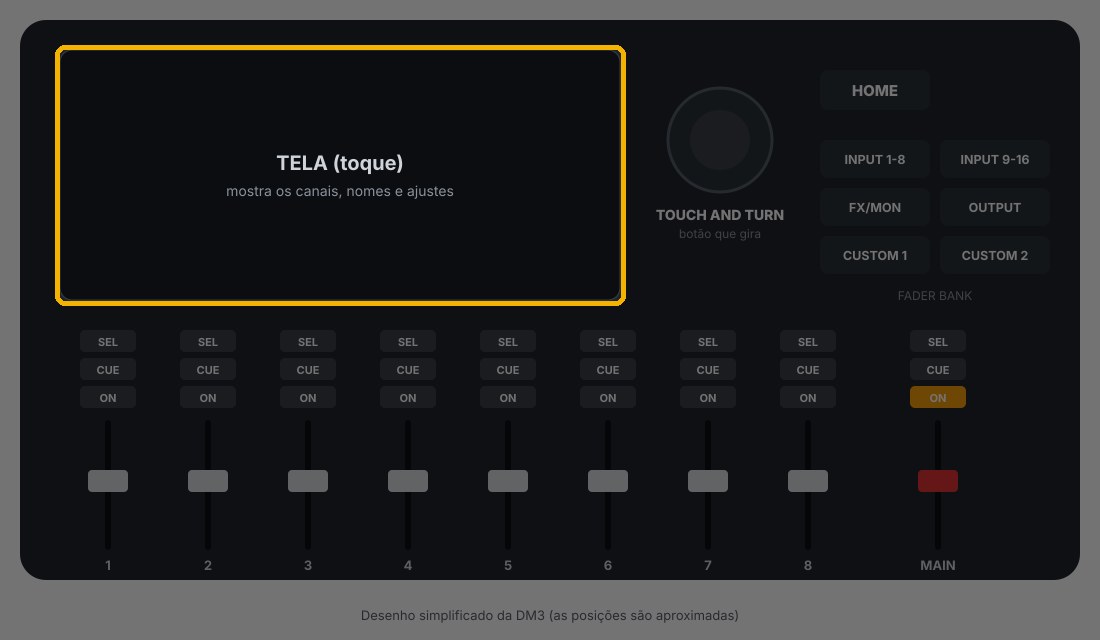 TELA (toque)
mostra os canais, nomes e ajustes
TOUCH AND TURN
botão que gira
HOME
INPUT 1-8
INPUT 9-16
FX/MON
OUTPUT
CUSTOM 1
CUSTOM 2
FADER BANK
SEL SEL SEL SEL SEL SEL SEL SEL SEL
CUE CUE CUE CUE CUE CUE CUE CUE CUE
ON ON ON ON ON ON ON ON ON
1 2 3 4 5 6 7 8 MAIN
Desenho simplificado da DM3 (as posições são aproximadas)